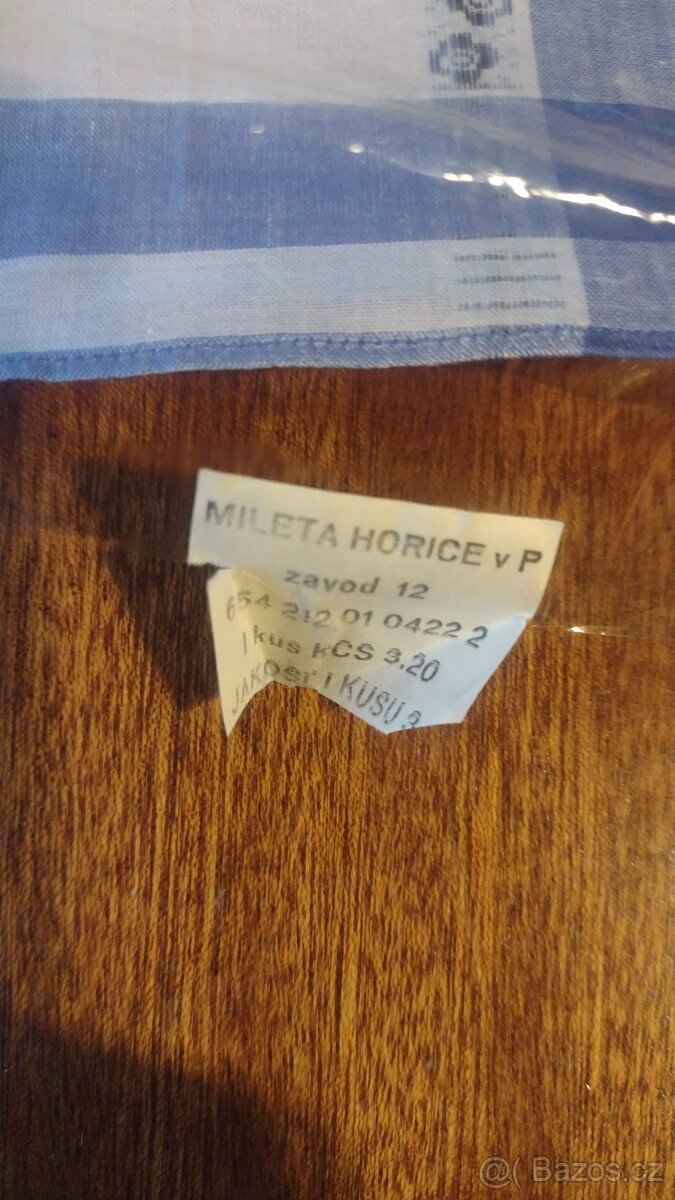 MILETA HORICE v P
zavod 12
654 212 01 0422 2
I kus KCS 3.20
JAKOST I KUSU 3
@( Bazos.cz